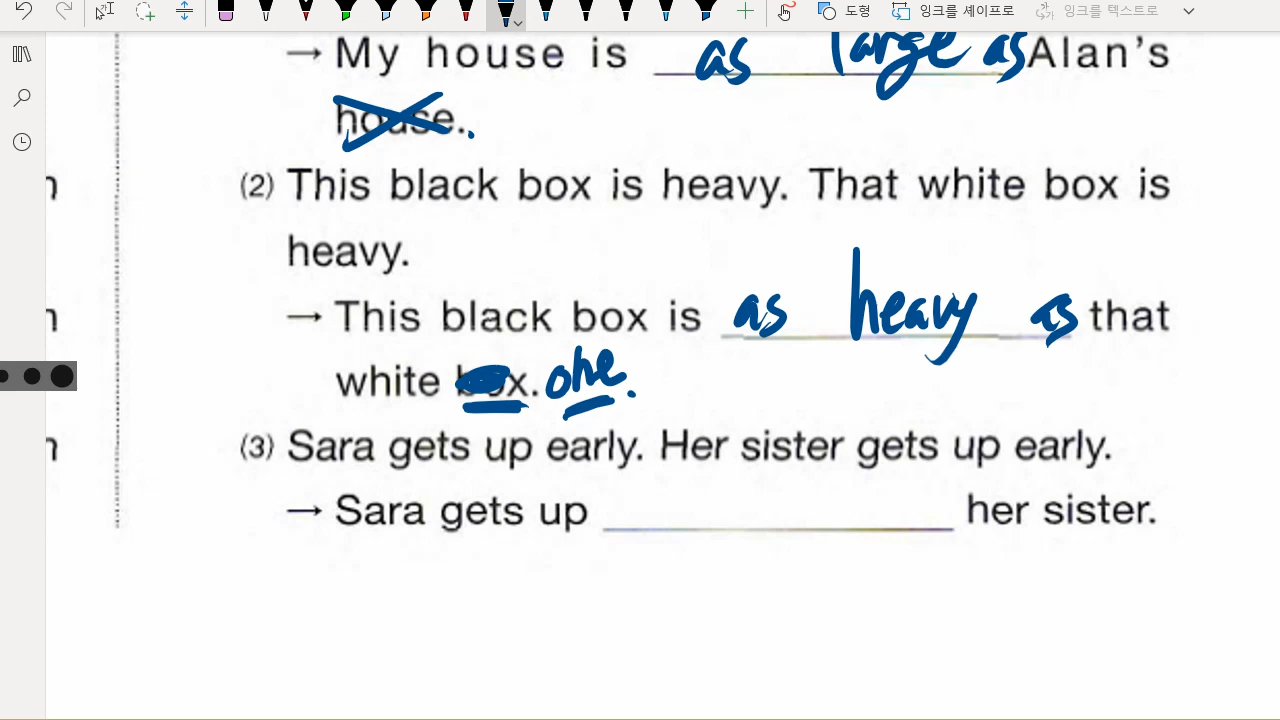 도형 잉크를 셰이프로 잉크를 텍스트로
→ My house is as large as Alan's
house..
(2) This black box is heavy. That white box is
heavy.
→ This black box is as heavy as that
white box. one.
(3) Sara gets up early. Her sister gets up early.
→ Sara gets up ____________ her sister.